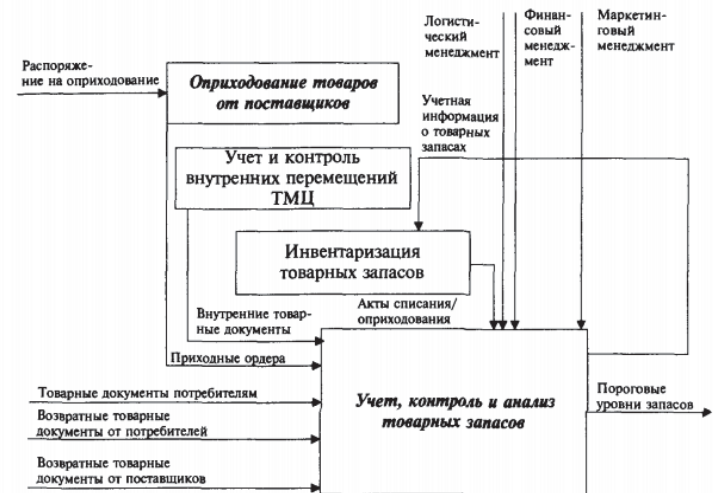 Логисти-
ческий
менеджмент
Финан-
совый
менедж-
мент
Маркетин-
говый
менеджмент
Распоряже-
ние на оприходование
Оприходование товаров
от поставщиков
Учетная
информация
о товарных
запасах
Учет и контроль
внутренних перемещений
ТМЦ
Инвентаризация
товарных запасов
Акты списания/
оприходования
Внутренние товар-
ные документы
Приходные ордера
Товарные документы потребителям
Возвратные товарные
документы от потребителей
Возвратные товарные
документы от поставщиков
Учет, контроль и анализ
товарных запасов
Пороговые
уровни запасов